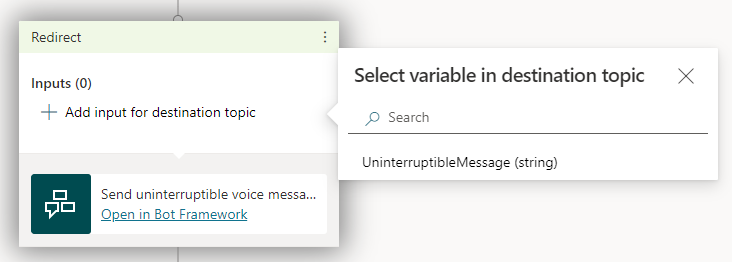 Redirect
Inputs (0)
Add input for destination topic
Send uninterruptible voice messa...
Open in Bot Framework
Select variable in destination topic
Search
UninterruptibleMessage (string)